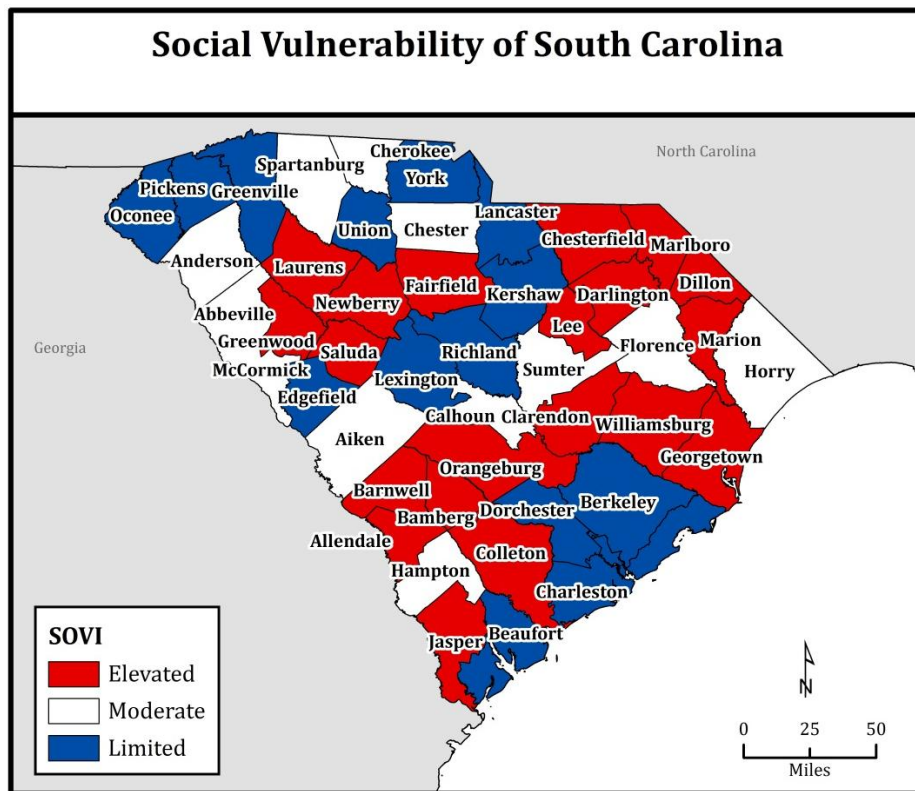 Social Vulnerability of South Carolina
North Carolina
Georgia
Cherokee
Spartanburg
York
Pickens
Greenville
Oconee
Lancaster
Union
Chester
Chesterfield
Marlboro
Anderson
Laurens
Fairfield
Dillon
Kershaw
Darlington
Newberry
Abbeville
Lee
Greenwood
Saluda
Richland
Florence
Marion
McCormick
Lexington
Sumter
Horry
Edgefield
Calhoun
Clarendon
Williamsburg
Aiken
Georgetown
Orangeburg
Barnwell
Berkeley
Bamberg
Dorchester
Allendale
Colleton
Hampton
Charleston
Jasper
Beaufort
SOVI
Elevated
Moderate
Limited
N
0 25 50
Miles